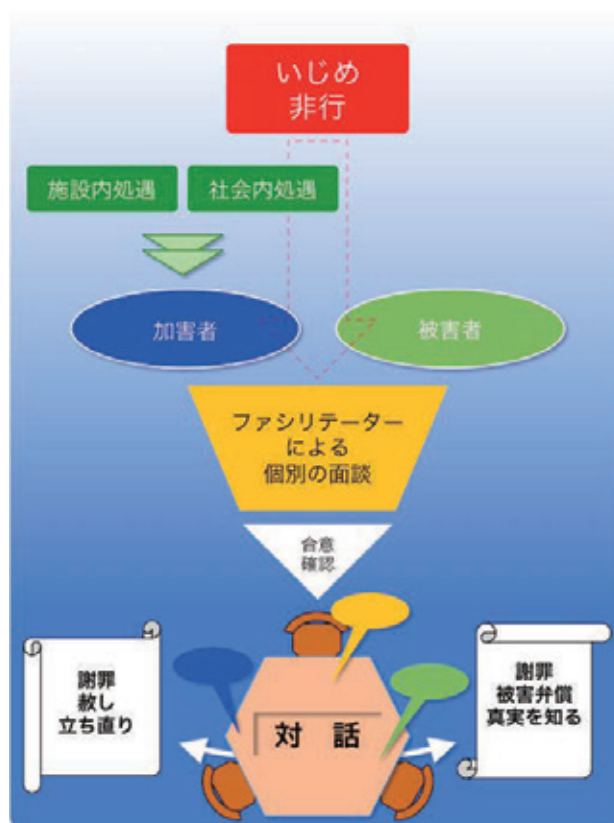 いじめ
非行
施設内処遇
社会内処遇
加害者
被害者
ファシリテーター
による
個別の面談
合意
確認
謝罪
赦し
立ち直り
対 話
謝罪
被害弁償
真実を知る